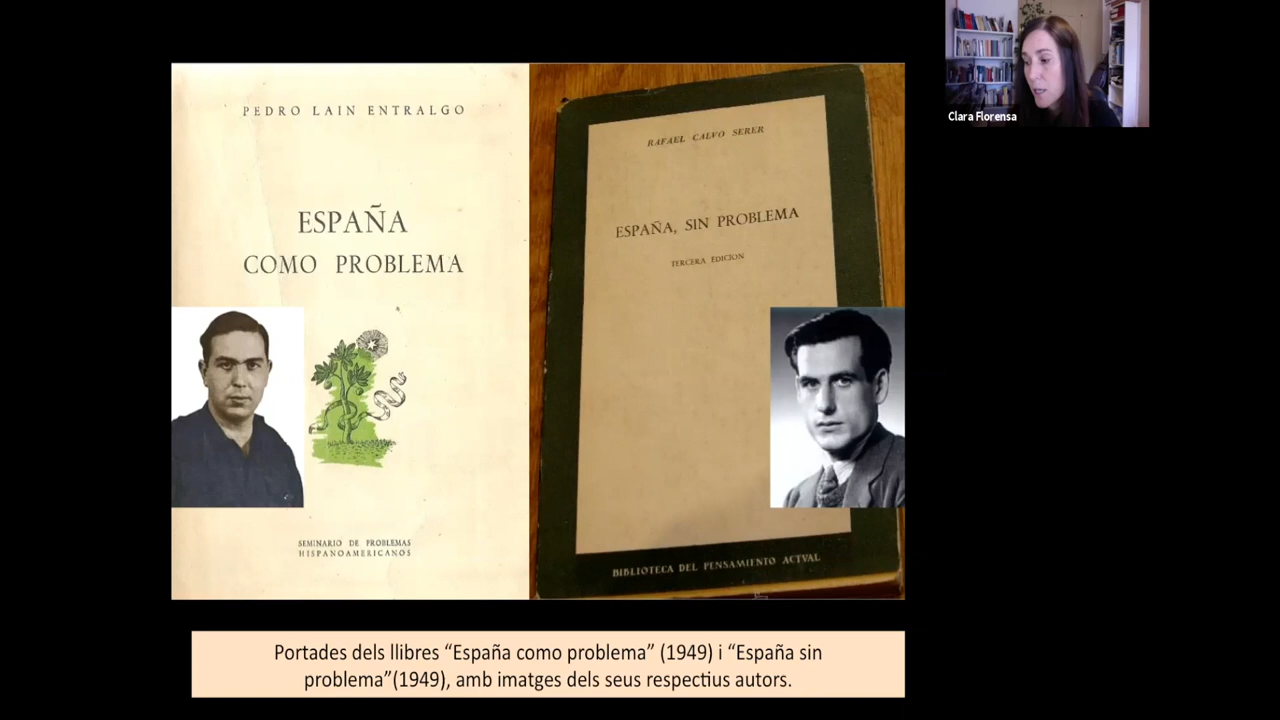 PEDRO LAIN ENTRALGO
ESPAÑA
COMO PROBLEMA
SEMINARIO DE PROBLEMAS
HISPANOAMERICANOS
RAFAEL CALVO SERER
ESPAÑA, SIN PROBLEMA
TERCERA EDICION
BIBLIOTECA DEL PENSAMIENTO ACTVAL
Clara Florensa
Portades dels llibres “España como problema” (1949) i “España sin
problema”(1949), amb imatges dels seus respectius autors.